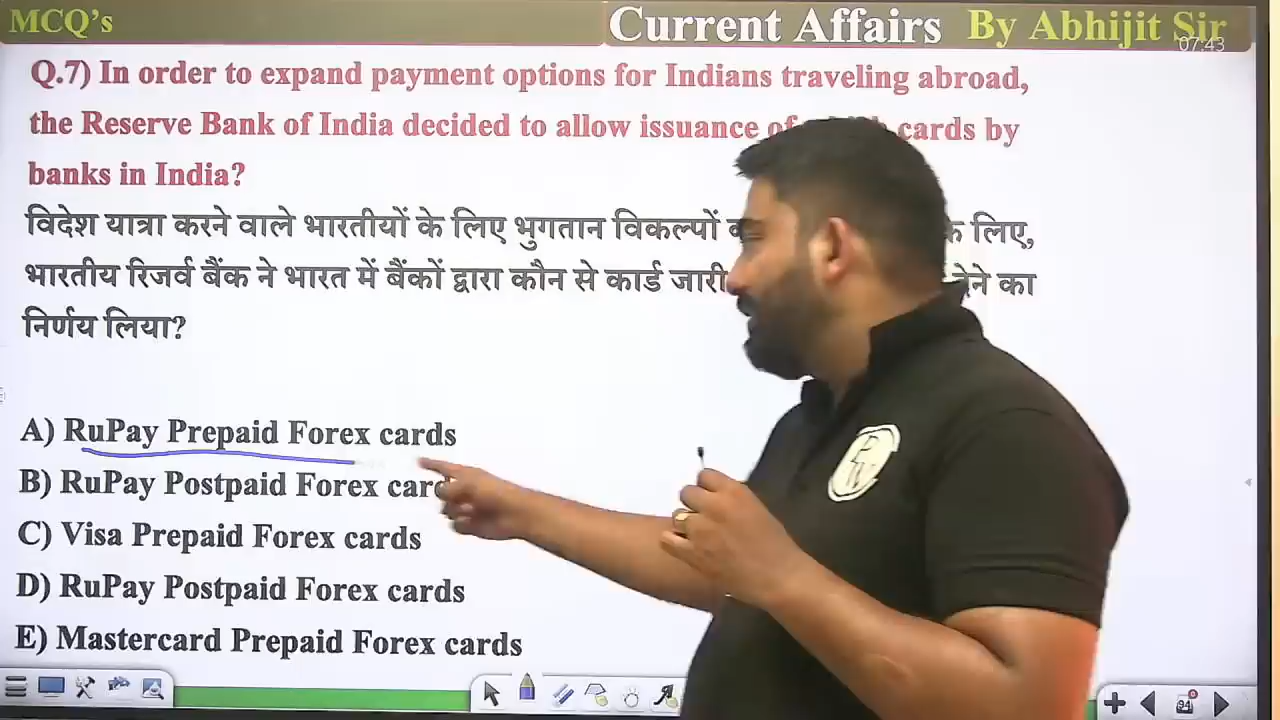 MCQ's
Current Affairs By Abhijit Sir
07:43
Q.7) In order to expand payment options for Indians traveling abroad,
the Reserve Bank of India decided to allow issuance of cards by
banks in India?
विदेश यात्रा करने वाले भारतीयों के लिए भुगतान विकल्पों के लिए,
भारतीय रिजर्व बैंक ने भारत में बैंकों द्वारा कौन से कार्ड जारी देने का
निर्णय लिया?
A) RuPay Prepaid Forex cards
B) RuPay Postpaid Forex card
C) Visa Prepaid Forex cards
D) RuPay Postpaid Forex cards
E) Mastercard Prepaid Forex cards
94